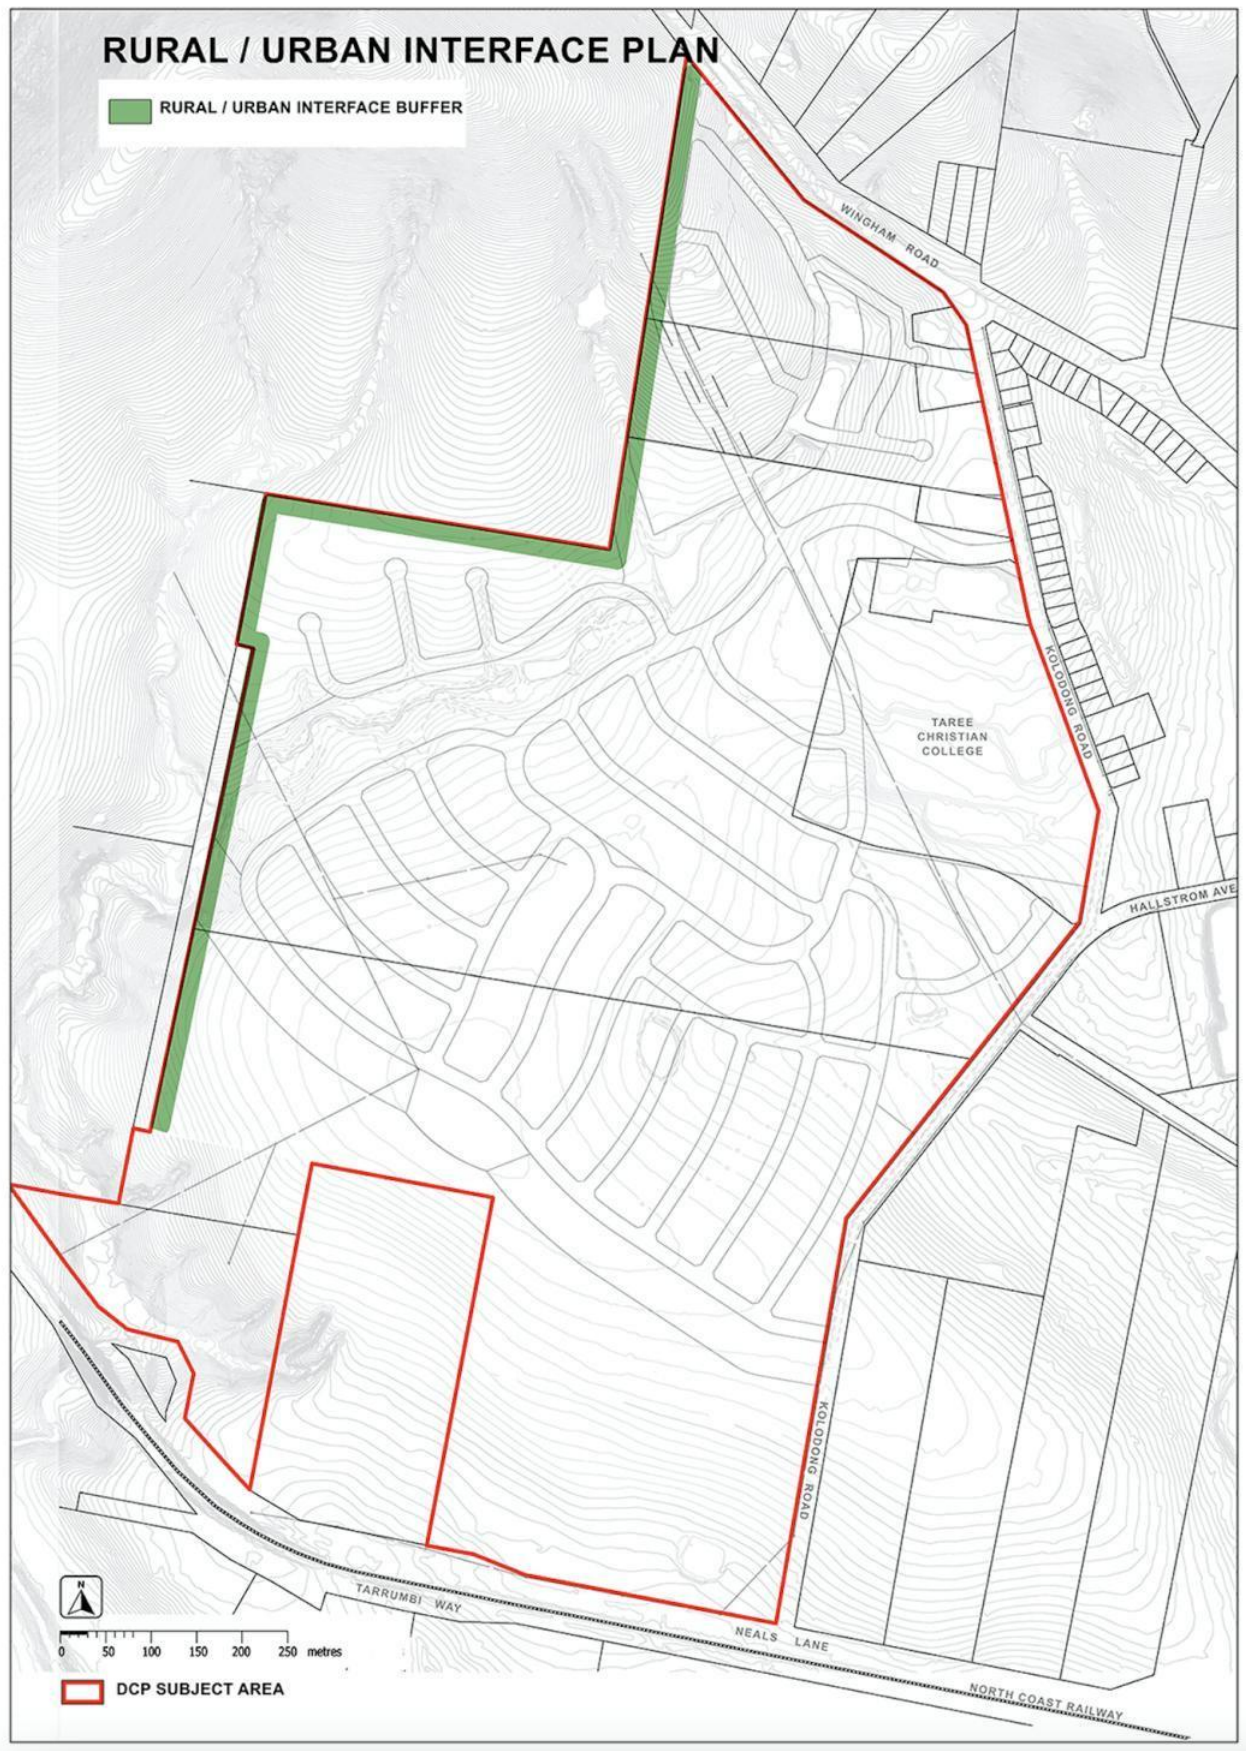 RURAL / URBAN INTERFACE PLAN
RURAL / URBAN INTERFACE BUFFER
WINGHAM ROAD
KOLODONG ROAD
TAREE
CHRISTIAN
COLLEGE
HALLSTROM AVE
KOLODONG ROAD
N
TARRUMBI WAY
NEALS LANE
0 50 100 150 200 250 metres
NORTH COAST RAILWAY
DCP SUBJECT AREA